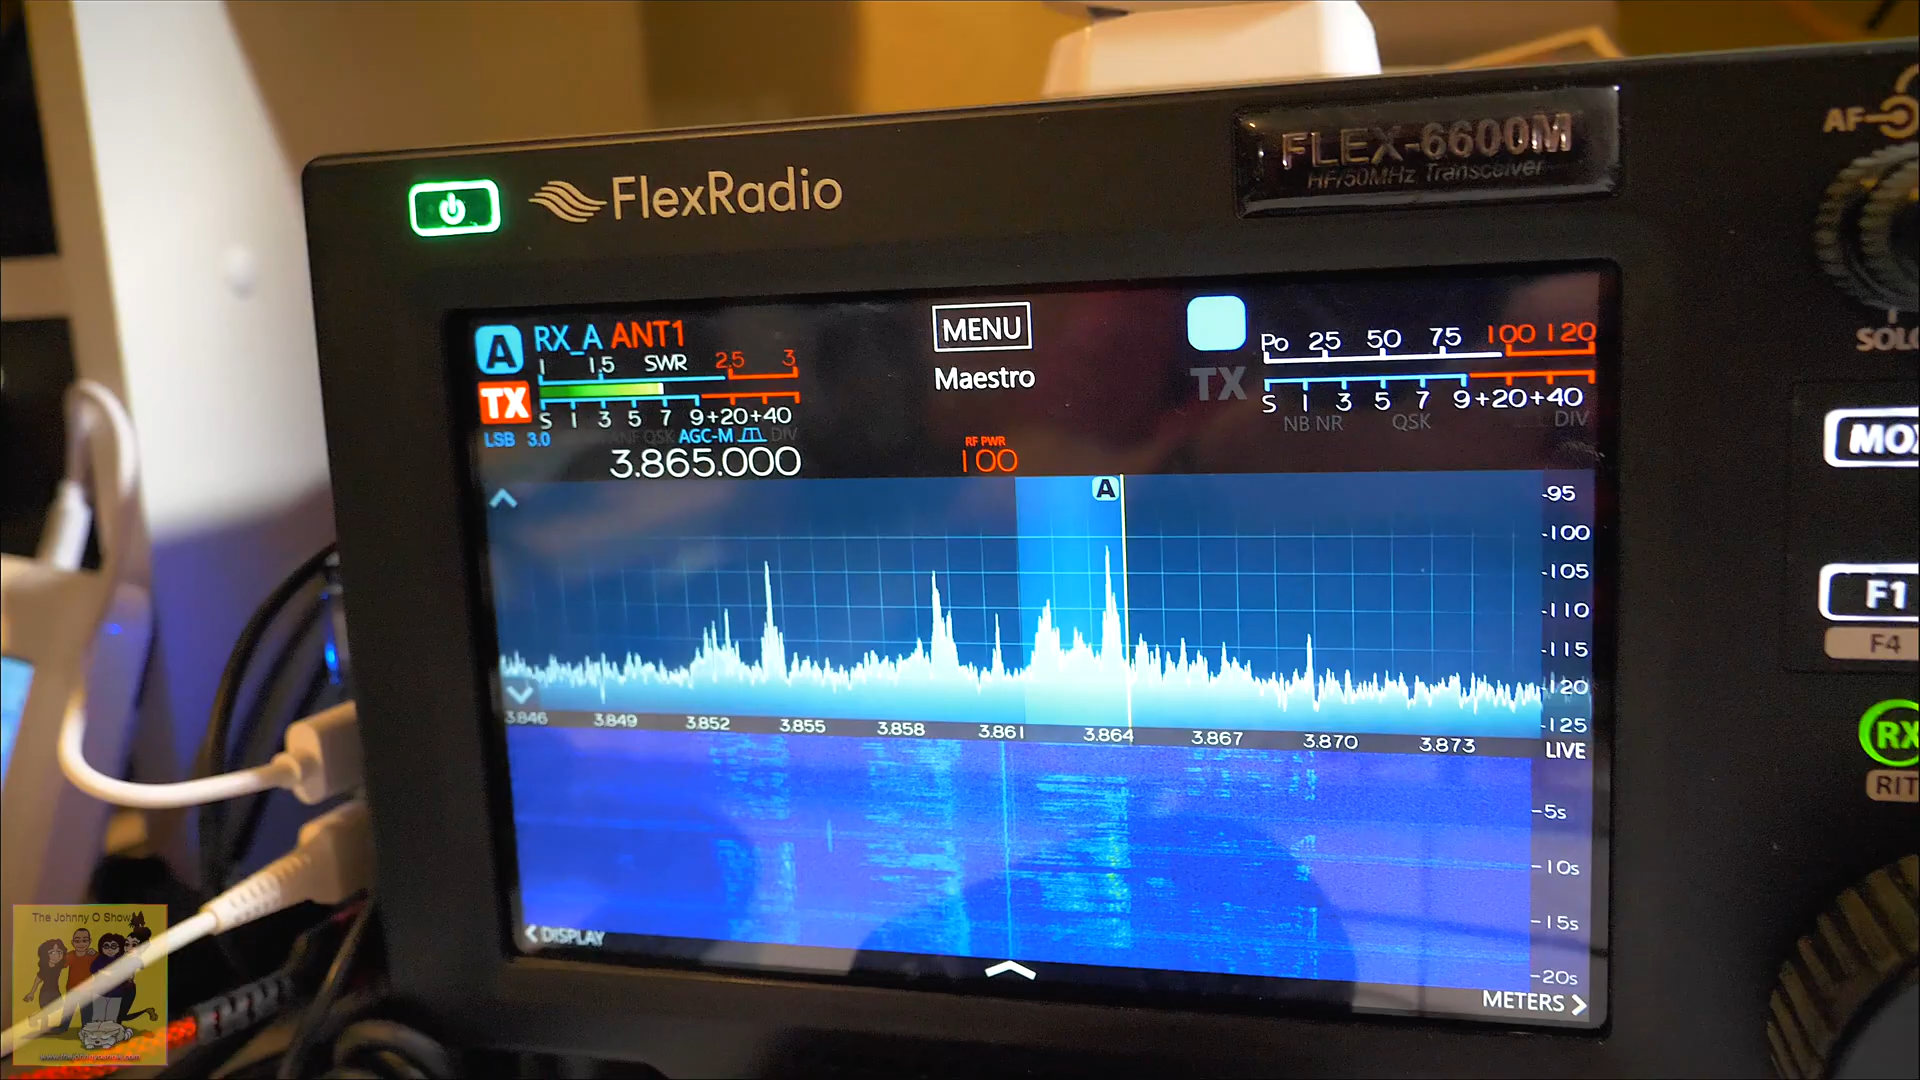 FlexRadio
FLEX-6600M
HF/50MHz Transceiver
AF
SOLO
A RX_A ANT1
1 1.5 SWR 2.5 3
TX
S 1 3 5 7 9 +20 +40
LSB 3.0 ANF QSK AGC-M DIV
3.865.000
MENU
Maestro
RF PWR
100
Po 25 50 75 100 120
TX
S 1 3 5 7 9 +20 +40
NB NR QSK DIV
A
-95
-100
-105
-110
-115
-120
-125
3.846 3.849 3.852 3.855 3.858 3.861 3.864 3.867 3.870 3.873
LIVE
-5s
-10s
-15s
-20s
< DISPLAY
METERS >
MOX
F1
F4
RX
RIT
The Johnny O Show